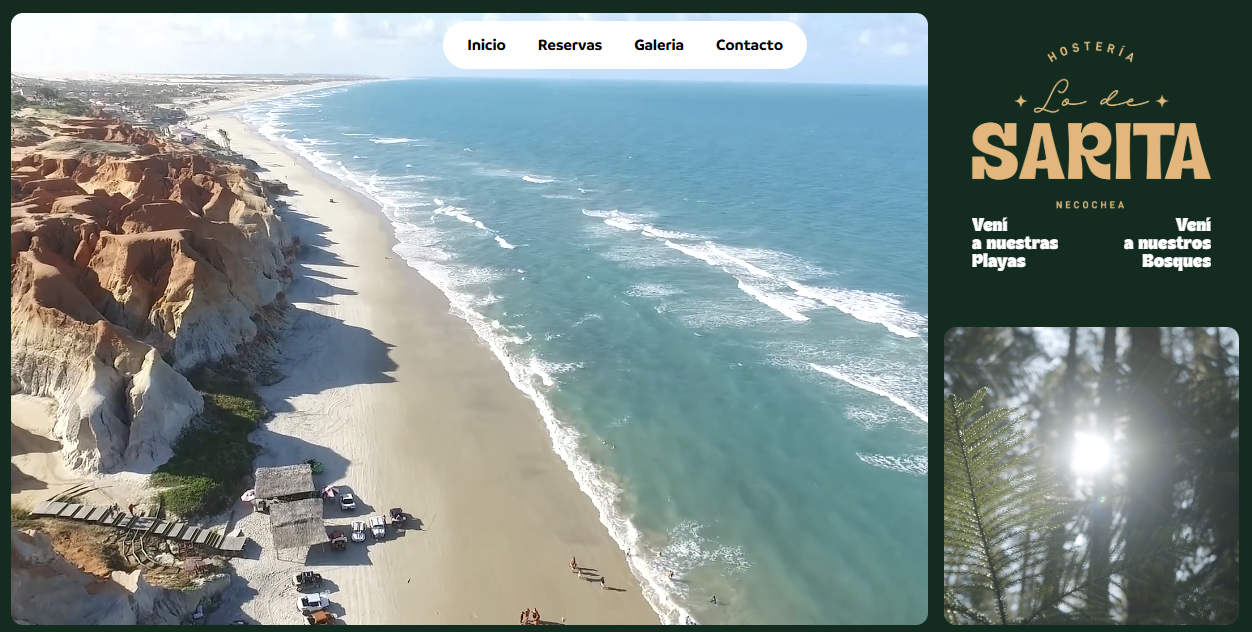 Inicio Reservas Galeria Contacto
HOSTERÍA
Lo de
SARITA
NECOCHEA
Vení
a nuestras
Playas
Vení
a nuestros
Bosques